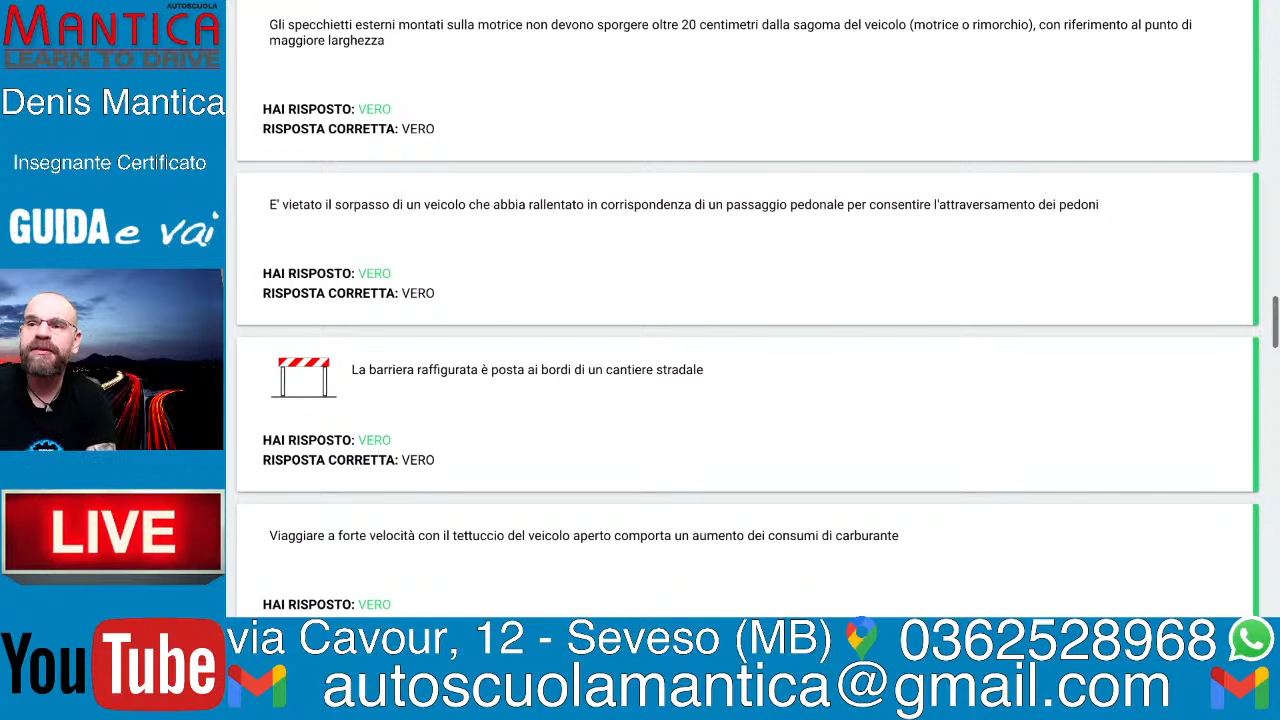 AUTOSCUOLA
MANTICA
LEARN TO DRIVE
Denis Mantica
Insegnante Certificato
GUIDA e vai
LIVE
YouTube
Gli specchietti esterni montati sulla motrice non devono sporgere oltre 20 centimetri dalla sagoma del veicolo (motrice o rimorchio), con riferimento al punto di
maggiore larghezza
HAI RISPOSTO: VERO
RISPOSTA CORRETTA: VERO
E' vietato il sorpasso di un veicolo che abbia rallentato in corrispondenza di un passaggio pedonale per consentire l'attraversamento dei pedoni
HAI RISPOSTO: VERO
RISPOSTA CORRETTA: VERO
La barriera raffigurata è posta ai bordi di un cantiere stradale
HAI RISPOSTO: VERO
RISPOSTA CORRETTA: VERO
Viaggiare a forte velocità con il tettuccio del veicolo aperto comporta un aumento dei consumi di carburante
HAI RISPOSTO: VERO
via Cavour, 12 - Seveso (MB) 0362528968
autoscuolamantica@gmail.com